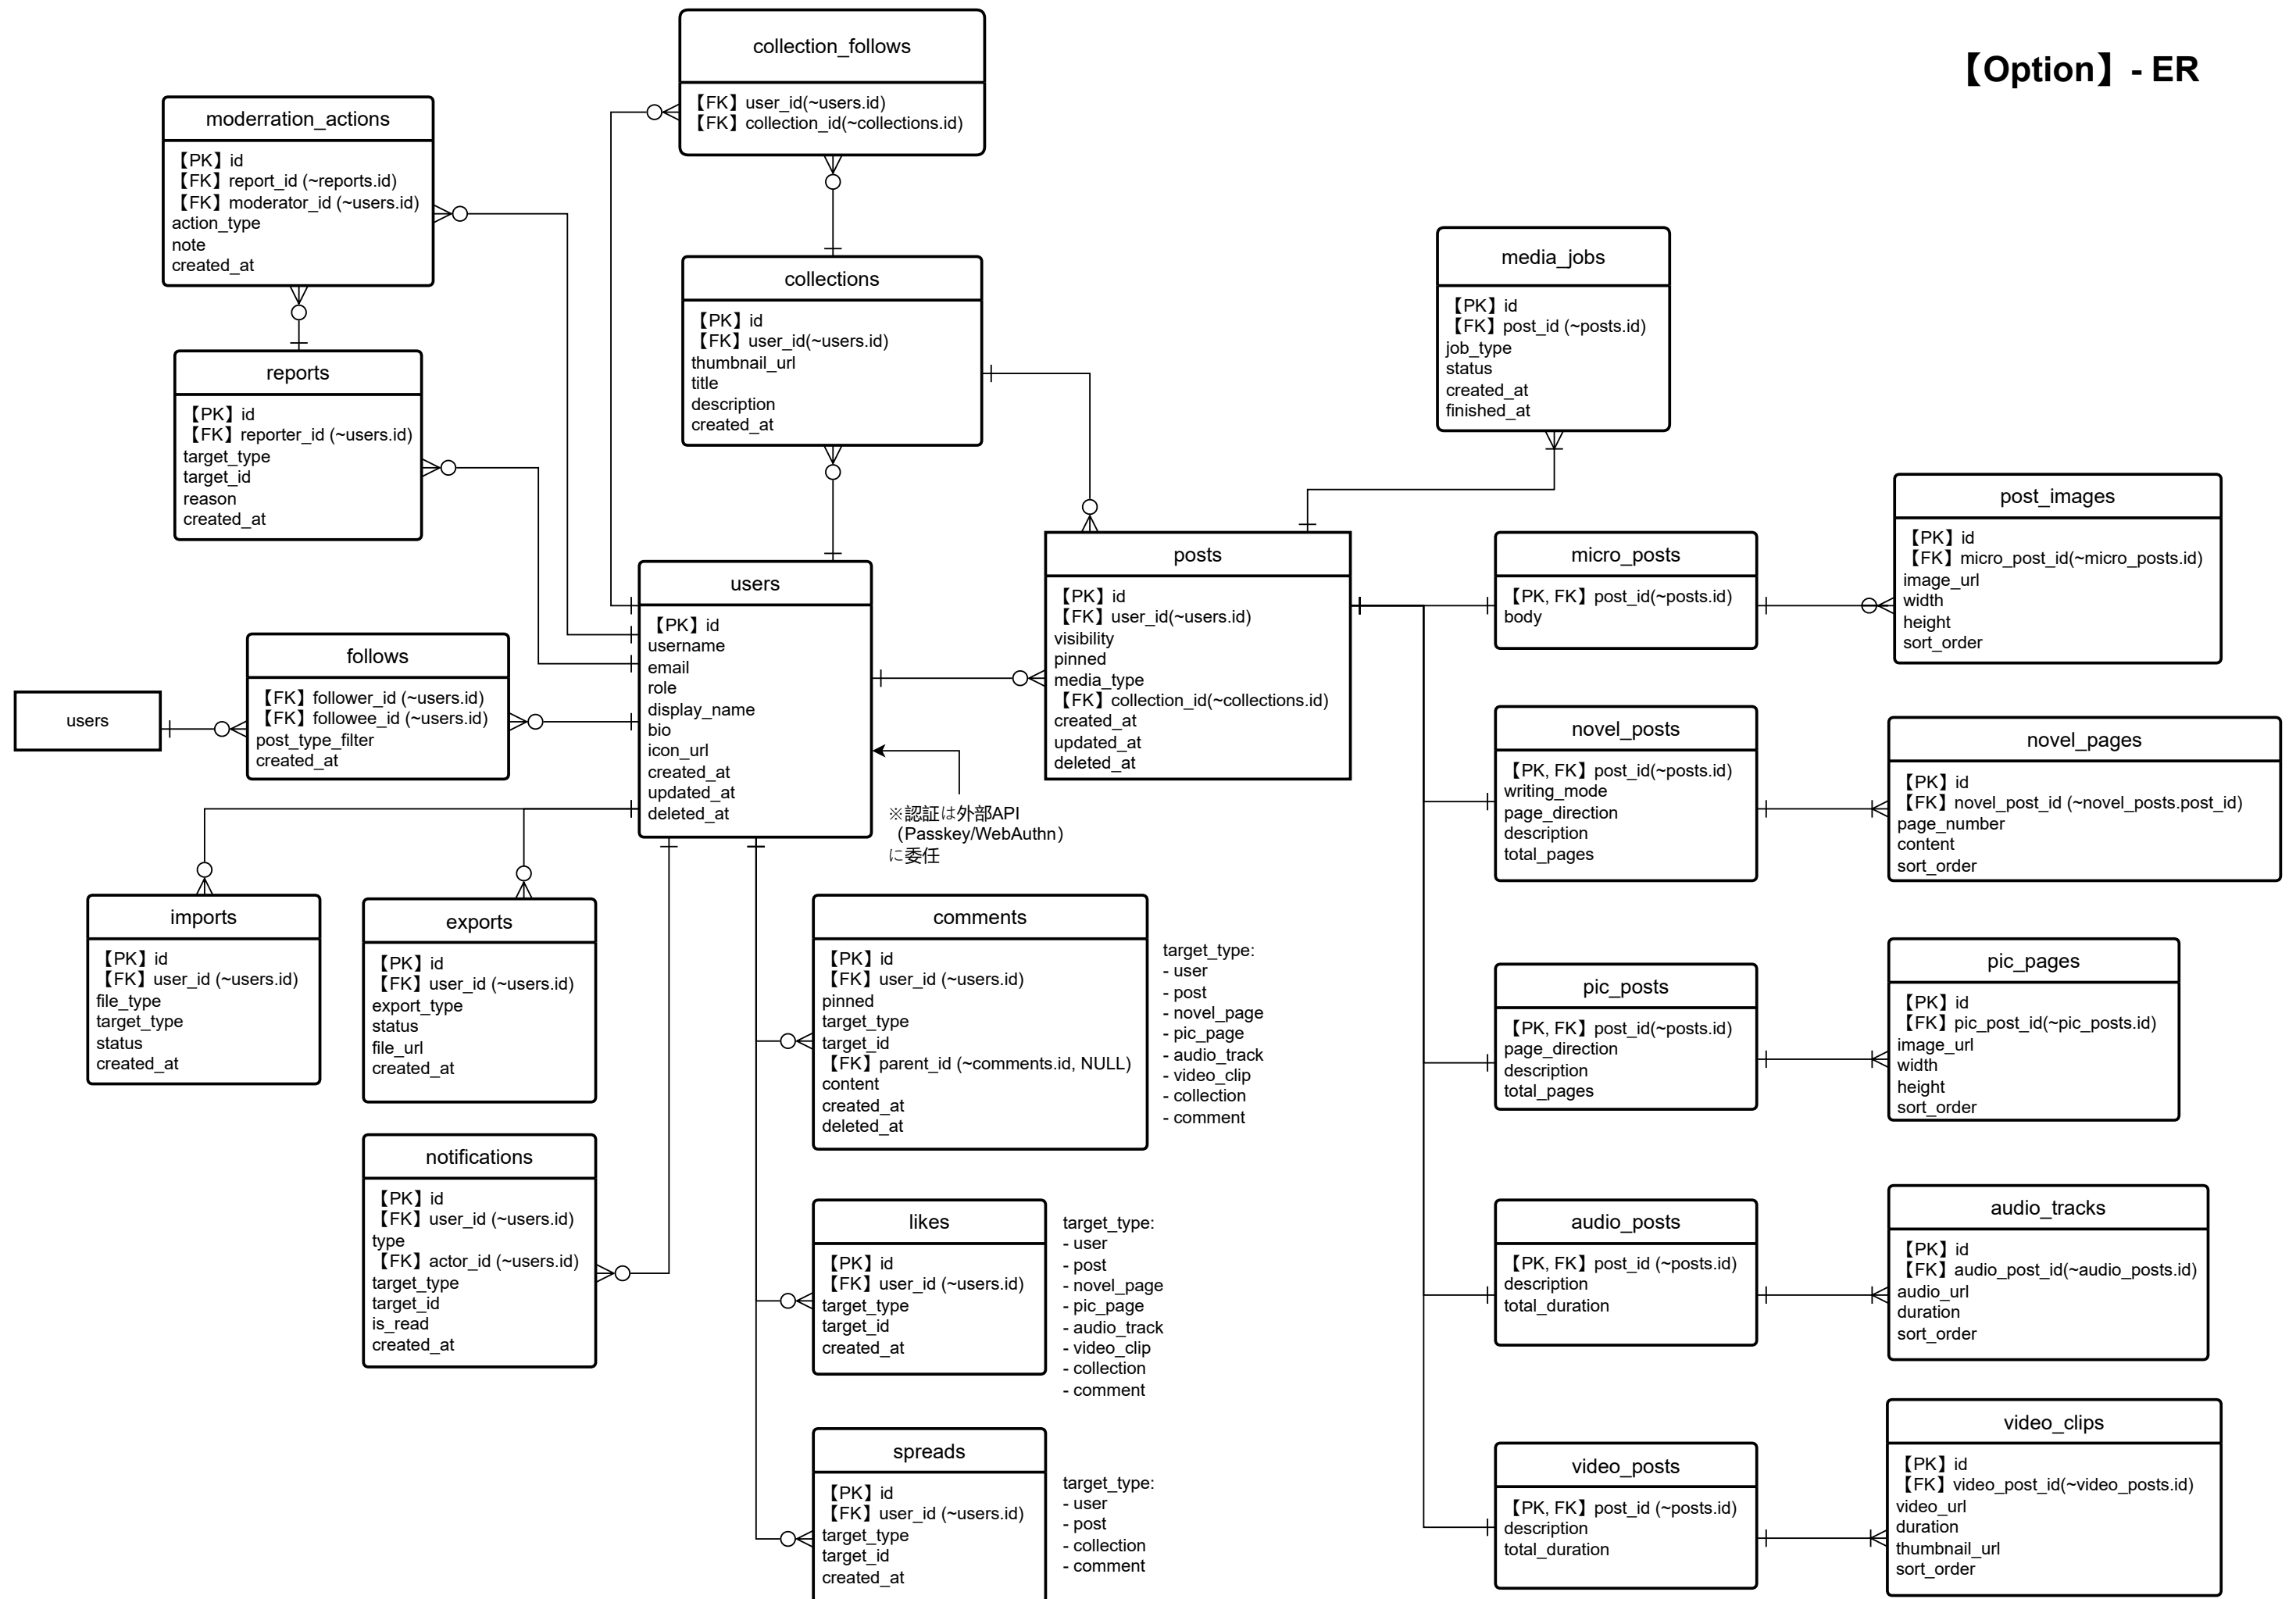 【Option】- ER
collection_follows
【FK】user_id(~users.id)
【FK】collection_id(~collections.id)
moderration_actions
【PK】id
【FK】report_id (~reports.id)
【FK】moderator_id (~users.id)
action_type
note
created_at
collections
【PK】id
【FK】user_id(~users.id)
thumbnail_url
title
description
created_at
media_jobs
【PK】id
【FK】post_id (~posts.id)
job_type
status
created_at
finished_at
reports
【PK】id
【FK】reporter_id (~users.id)
target_type
target_id
reason
created_at
users
【PK】id
username
email
role
display_name
bio
icon_url
created_at
updated_at
deleted_at
posts
【PK】id
【FK】user_id(~users.id)
visibility
pinned
media_type
【FK】collection_id(~collections.id)
created_at
updated_at
deleted_at
micro_posts
【PK, FK】post_id(~posts.id)
body
post_images
【PK】id
【FK】micro_post_id(~micro_posts.id)
image_url
width
height
sort_order
users
follows
【FK】follower_id (~users.id)
【FK】followee_id (~users.id)
post_type_filter
created_at
※認証は外部API
（Passkey/WebAuthn）
に委任
novel_posts
【PK, FK】post_id(~posts.id)
writing_mode
page_direction
description
total_pages
novel_pages
【PK】id
【FK】novel_post_id (~novel_posts.post_id)
page_number
content
sort_order
imports
【PK】id
【FK】user_id (~users.id)
file_type
target_type
status
created_at
exports
【PK】id
【FK】user_id (~users.id)
export_type
status
file_url
created_at
comments
【PK】id
【FK】user_id (~users.id)
pinned
target_type
target_id
【FK】parent_id (~comments.id, NULL)
content
created_at
deleted_at
target_type:
- user
- post
- novel_page
- pic_page
- audio_track
- video_clip
- collection
- comment
pic_posts
【PK, FK】post_id(~posts.id)
page_direction
description
total_pages
pic_pages
【PK】id
【FK】pic_post_id(~pic_posts.id)
image_url
width
height
sort_order
notifications
【PK】id
【FK】user_id (~users.id)
type
【FK】actor_id (~users.id)
target_type
target_id
is_read
created_at
likes
【PK】id
【FK】user_id (~users.id)
target_type
target_id
created_at
target_type:
- user
- post
- novel_page
- pic_page
- audio_track
- video_clip
- collection
- comment
audio_posts
【PK, FK】post_id (~posts.id)
description
total_duration
audio_tracks
【PK】id
【FK】audio_post_id(~audio_posts.id)
audio_url
duration
sort_order
spreads
【PK】id
【FK】user_id (~users.id)
target_type
target_id
created_at
target_type:
- user
- post
- collection
- comment
video_posts
【PK, FK】post_id (~posts.id)
description
total_duration
video_clips
【PK】id
【FK】video_post_id(~video_posts.id)
video_url
duration
thumbnail_url
sort_order